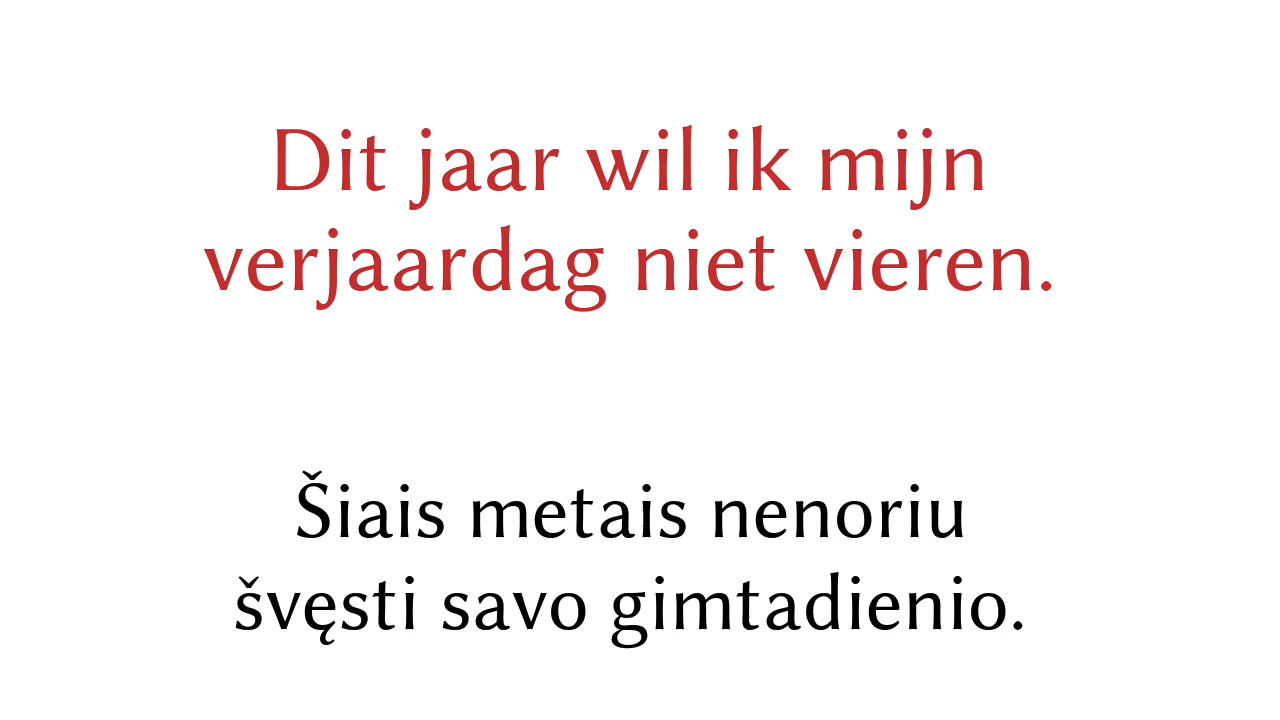 Dit jaar wil ik mijn
verjaardag niet vieren.
Šiais metais nenoriu
švęsti savo gimtadienio.